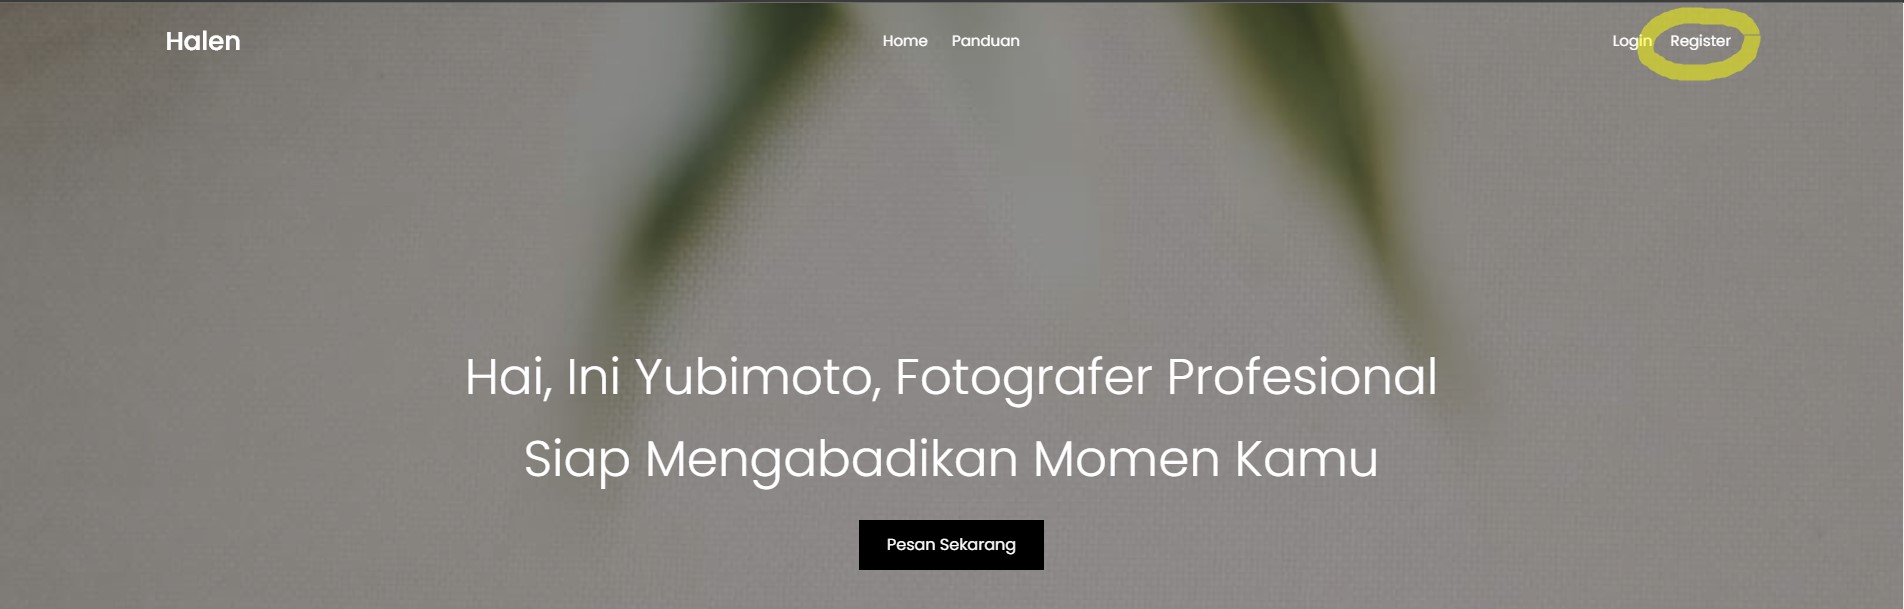 Halen
Home Panduan
Login Register
Hai, Ini Yubimoto, Fotografer Profesional
Siap Mengabadikan Momen Kamu
Pesan Sekarang